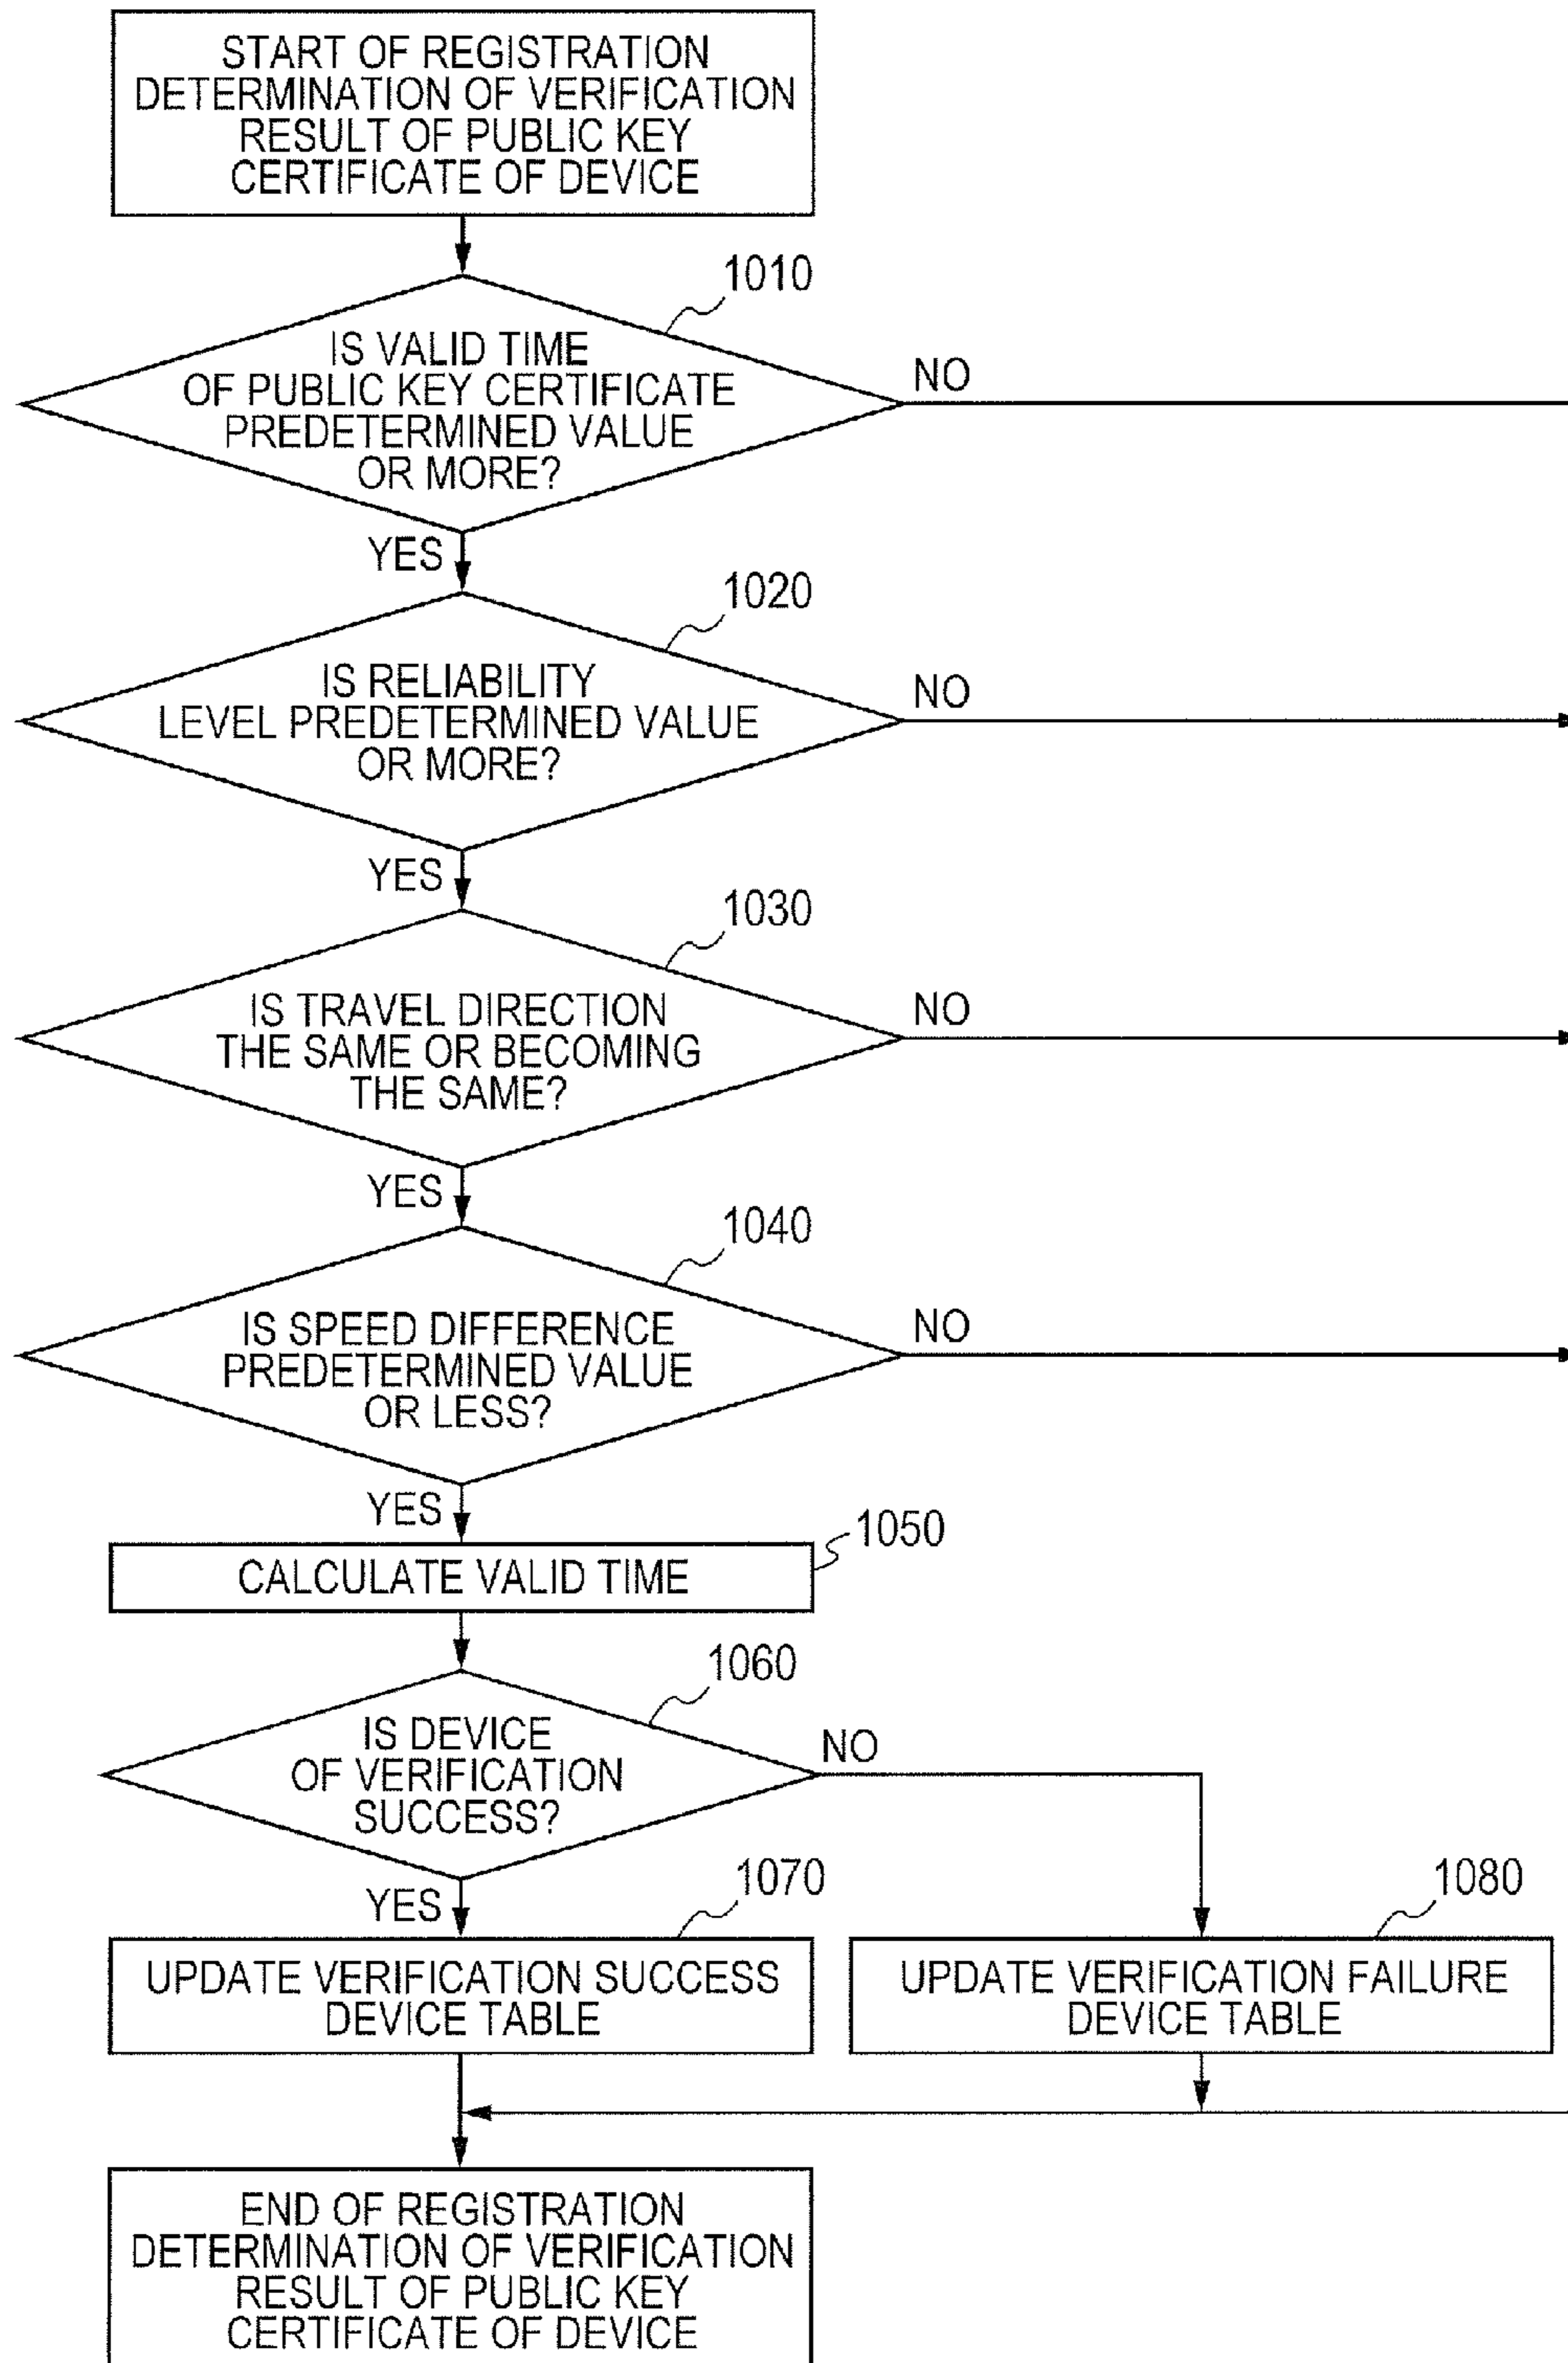 START OF REGISTRATION
DETERMINATION OF VERIFICATION
RESULT OF PUBLIC KEY
CERTIFICATE OF DEVICE
1010
IS VALID TIME
OF PUBLIC KEY CERTIFICATE
PREDETERMINED VALUE
OR MORE?
NO
YES
1020
IS RELIABILITY
LEVEL PREDETERMINED VALUE
OR MORE?
NO
YES
1030
IS TRAVEL DIRECTION
THE SAME OR BECOMING
THE SAME?
NO
YES
1040
IS SPEED DIFFERENCE
PREDETERMINED VALUE
OR LESS?
NO
YES
1050
CALCULATE VALID TIME
1060
IS DEVICE
OF VERIFICATION
SUCCESS?
NO
YES
1070
UPDATE VERIFICATION SUCCESS
DEVICE TABLE
1080
UPDATE VERIFICATION FAILURE
DEVICE TABLE
END OF REGISTRATION
DETERMINATION OF VERIFICATION
RESULT OF PUBLIC KEY
CERTIFICATE OF DEVICE